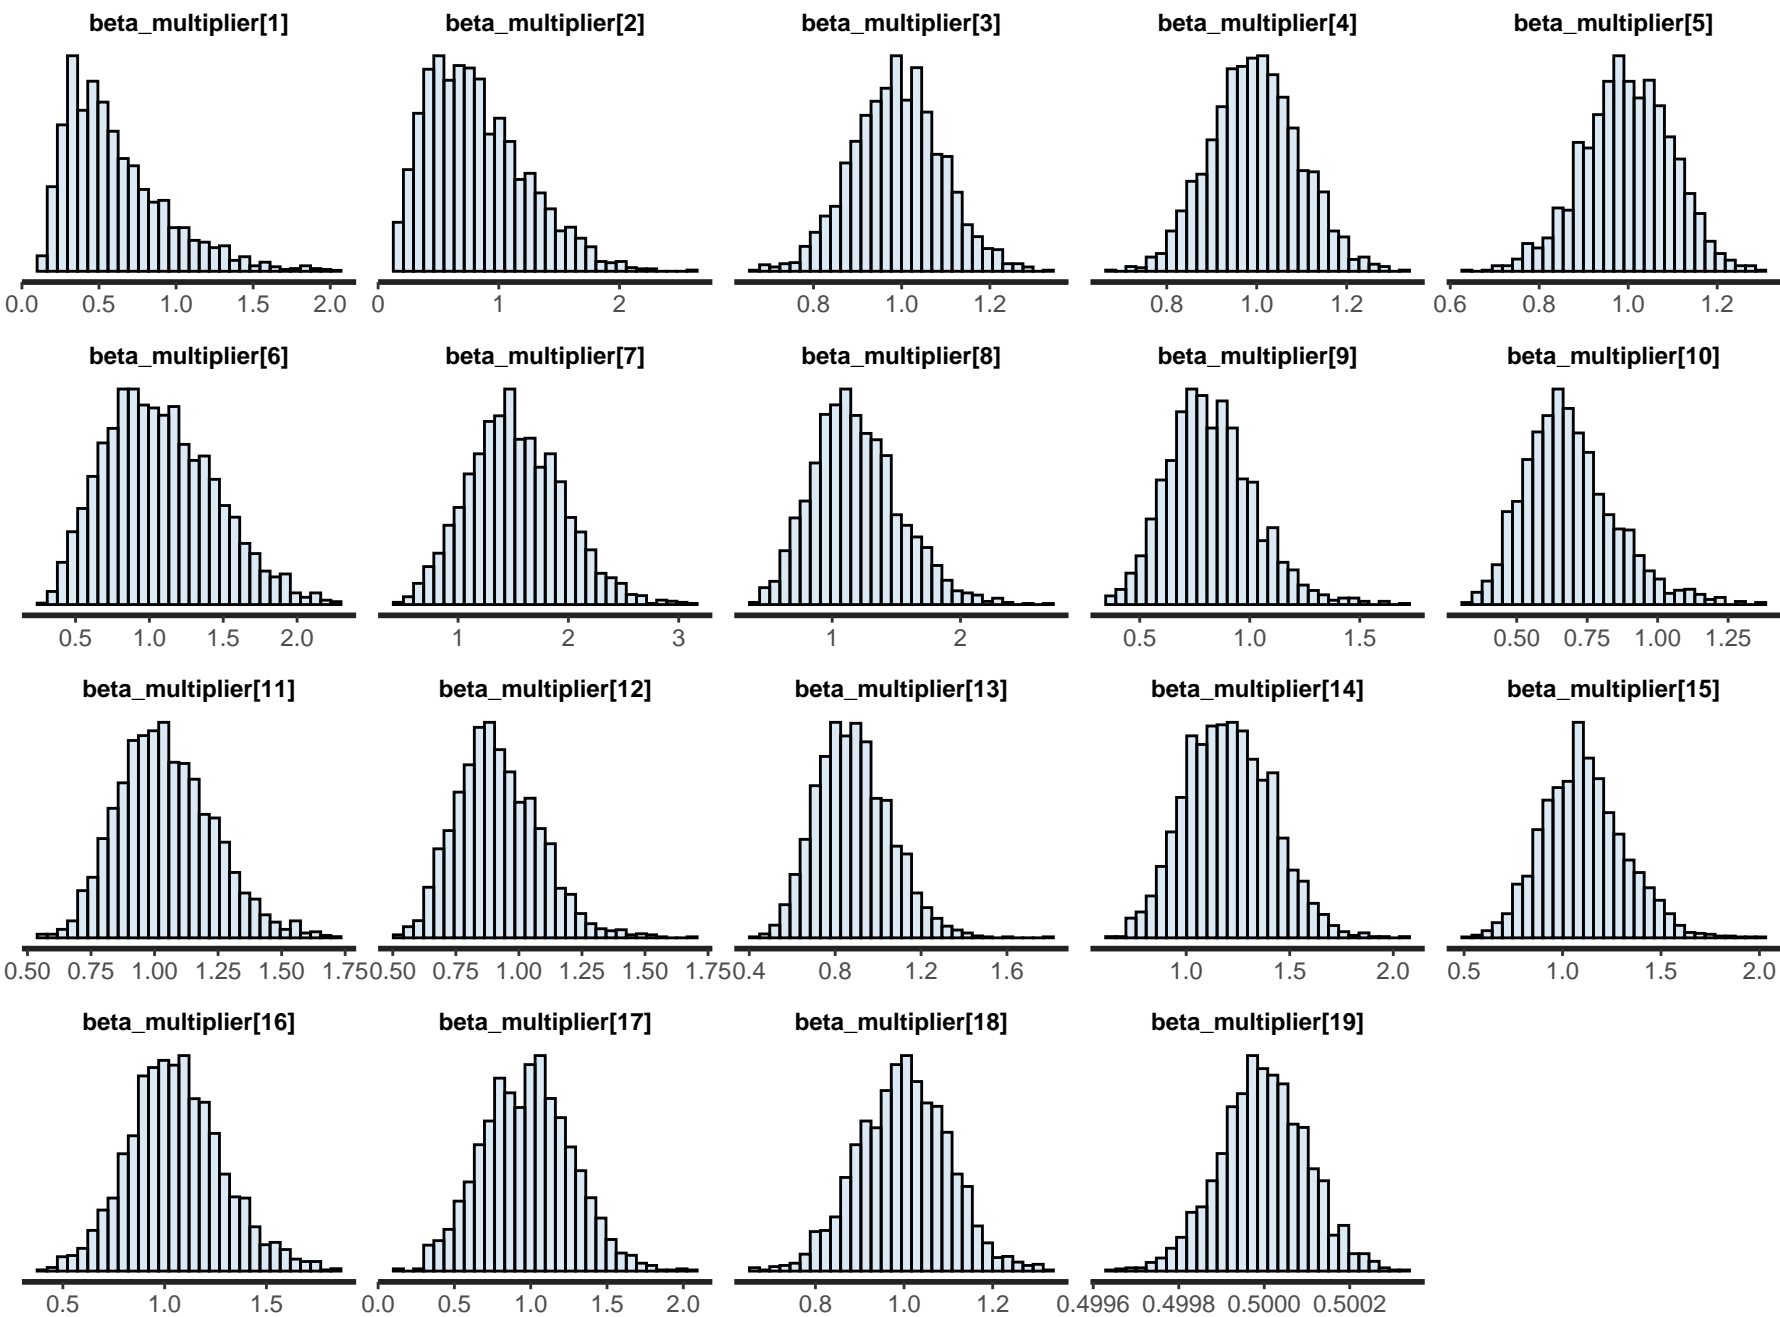 beta_multiplier[1] beta_multiplier[2] beta_multiplier[3] beta_multiplier[4] beta_multiplier[5]
0.0 0.5 1.0 1.5 2.0 0 1 2 0.8 1.0 1.2 0.8 1.0 1.2 0.6 0.8 1.0 1.2
beta_multiplier[6] beta_multiplier[7] beta_multiplier[8] beta_multiplier[9] beta_multiplier[10]
0.5 1.0 1.5 2.0 1 2 3 1 2 0.5 1.0 1.5 0.50 0.75 1.00 1.25
beta_multiplier[11] beta_multiplier[12] beta_multiplier[13] beta_multiplier[14] beta_multiplier[15]
0.50 0.75 1.00 1.25 1.50 1.75 0.50 0.75 1.00 1.25 1.50 1.75 0.4 0.8 1.2 1.6 1.0 1.5 2.0 0.5 1.0 1.5 2.0
beta_multiplier[16] beta_multiplier[17] beta_multiplier[18] beta_multiplier[19]
0.5 1.0 1.5 0.0 0.5 1.0 1.5 2.0 0.8 1.0 1.2 0.4996 0.4998 0.5000 0.5002